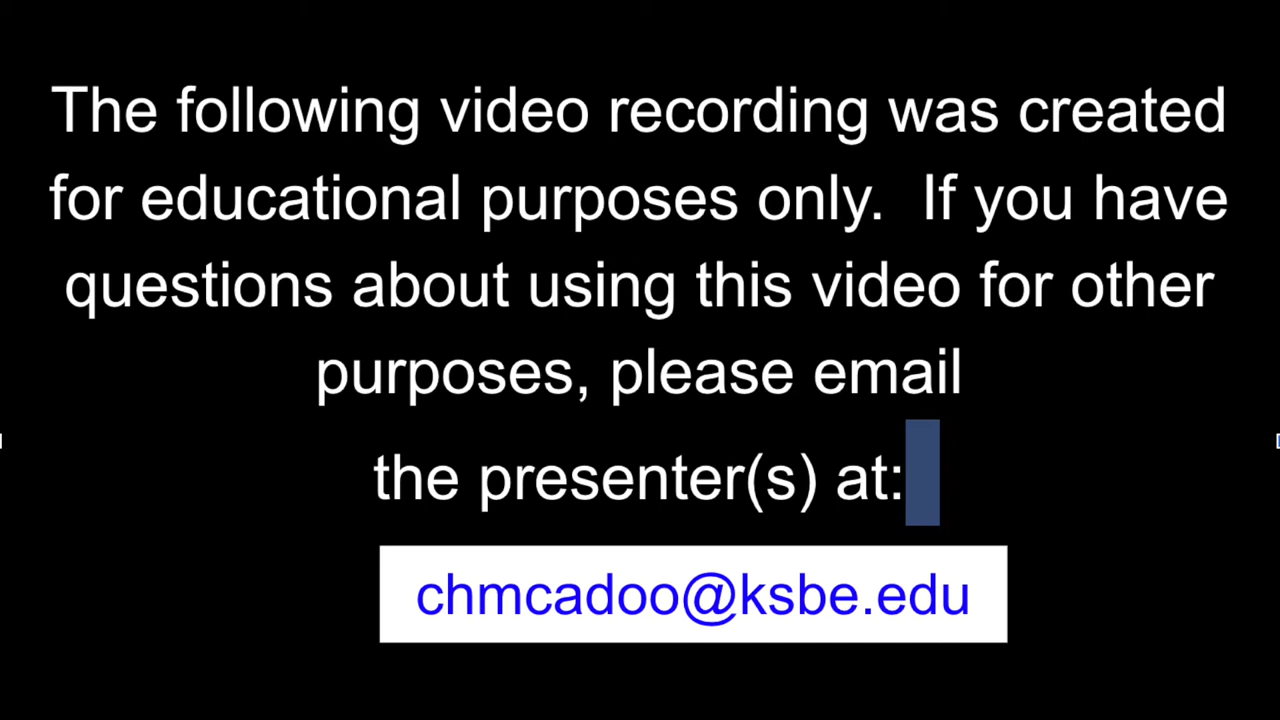 The following video recording was created
for educational purposes only.  If you have
questions about using this video for other
purposes, please email
the presenter(s) at:
chmcadoo@ksbe.edu